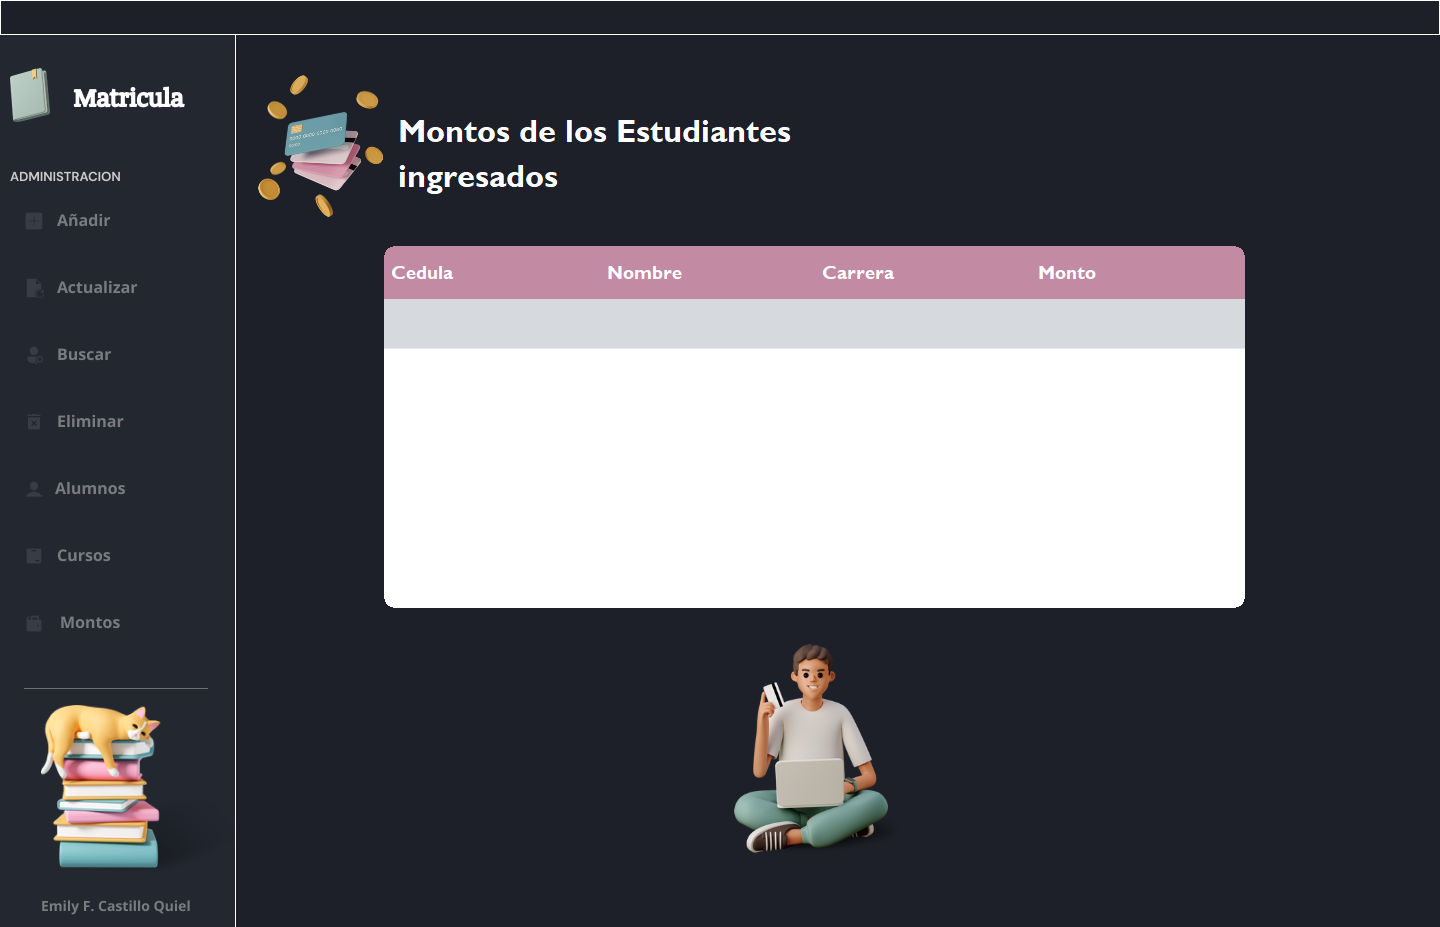 Matricula
ADMINISTRACION
Añadir
Actualizar
Buscar
Eliminar
Alumnos
Cursos
Montos
Emily F. Castillo Quiel
Montos de los Estudiantes
ingresados
Cedula Nombre Carrera Monto